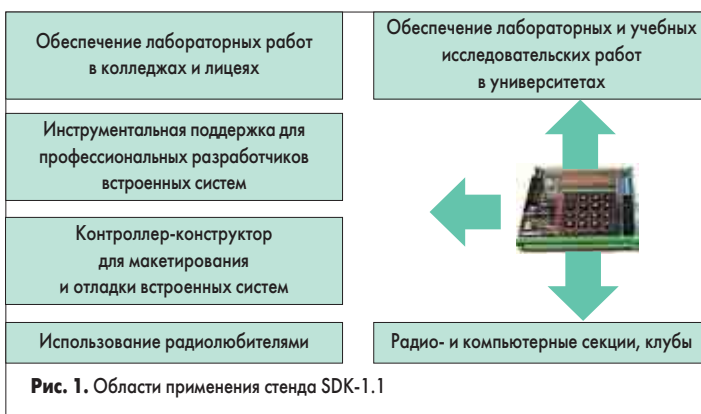 Обеспечение лабораторных работ
в колледжах и лицеях
Обеспечение лабораторных и учебных
исследовательских работ
в университетах
Инструментальная поддержка для
профессиональных разработчиков
встроенных систем
Контроллер-конструктор
для макетирования
и отладки встроенных систем
Использование радиолюбителями
Радио- и компьютерные секции, клубы
Рис. 1. Области применения стенда SDK-1.1